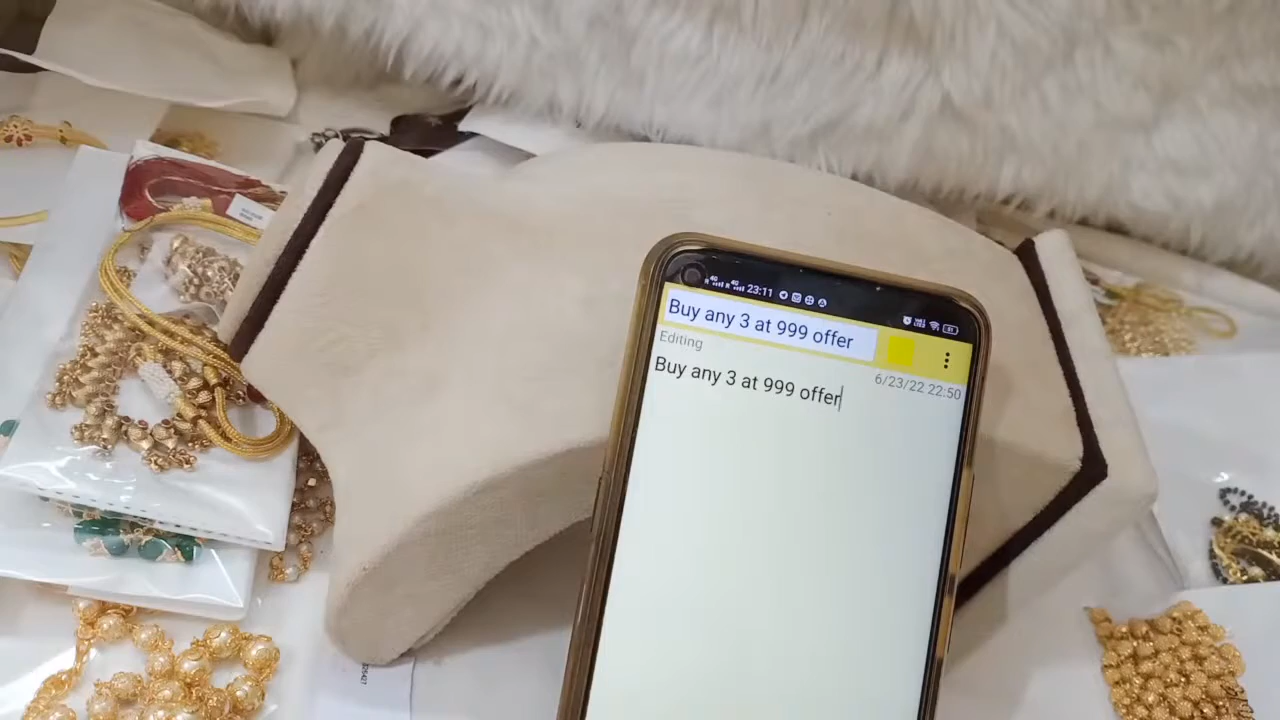 23:11
Buy any 3 at 999 offer
Editing
6/23/22 22:50
Buy any 3 at 999 offer